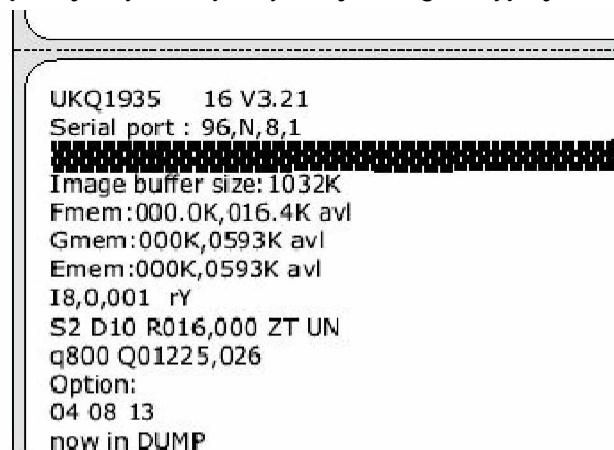 UKQ1935 16 V3.21
Serial port : 96,N,8,1
Image buffer size: 1032K
Fmem:000.0K,016.4K avl
Gmem:000K,0593K avl
Emem:000K,0593K avl
I8,0,001 rY
S2 D10 R016,000 ZT UN
q800 Q01225,026
Option:
04 08 13
now in DUMP